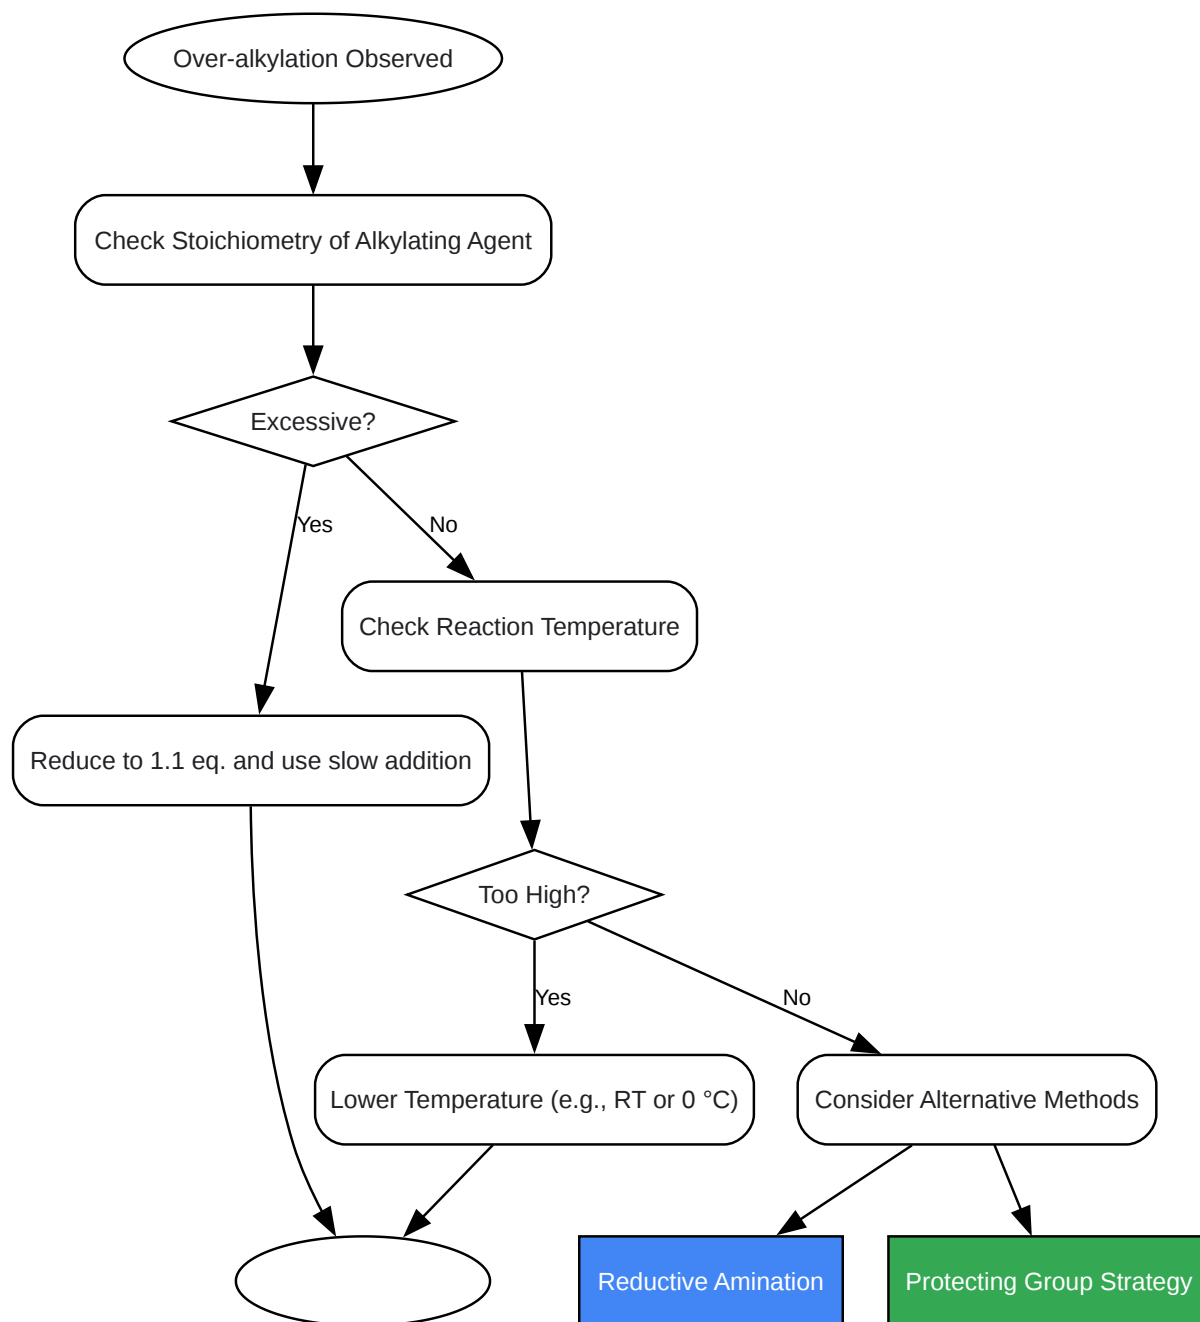 Over-alkylation Observed
Check Stoichiometry of Alkylating Agent
Excessive?
Yes
No
Check Reaction Temperature
Reduce to 1.1 eq. and use slow addition
Too High?
Yes
No
Lower Temperature (e.g., RT or 0 °C)
Consider Alternative Methods
Reductive Amination
Protecting Group Strategy